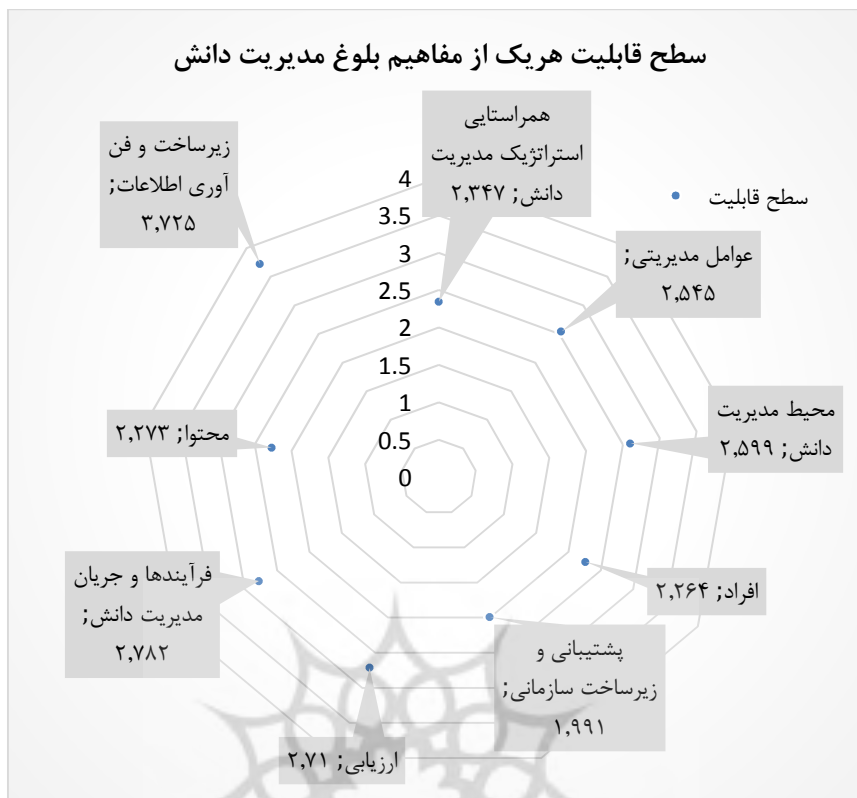 سطح قابلیت هریک از مفاهیم بلوغ مدیریت دانش
همراستایی
استراتژیک مدیریت
دانش; ۲,۳۴۷
زیرساخت و فن
آوری اطلاعات;
۳,۷۲۵
سطح قابلیت
عوامل مدیریتی;
۲,۵۴۵
محیط مدیریت
دانش; ۲,۵۹۹
افراد; ۲,۲۶۴
پشتیبانی و
زیرساخت سازمانی;
۱,۹۹۱
ارزیابی; ۲,۷۱
فرآیندها و جریان
مدیریت دانش;
۲,۷۸۲
محتوا; ۲,۲۷۳
4
3.5
3
2.5
2
1.5
1
0.5
0